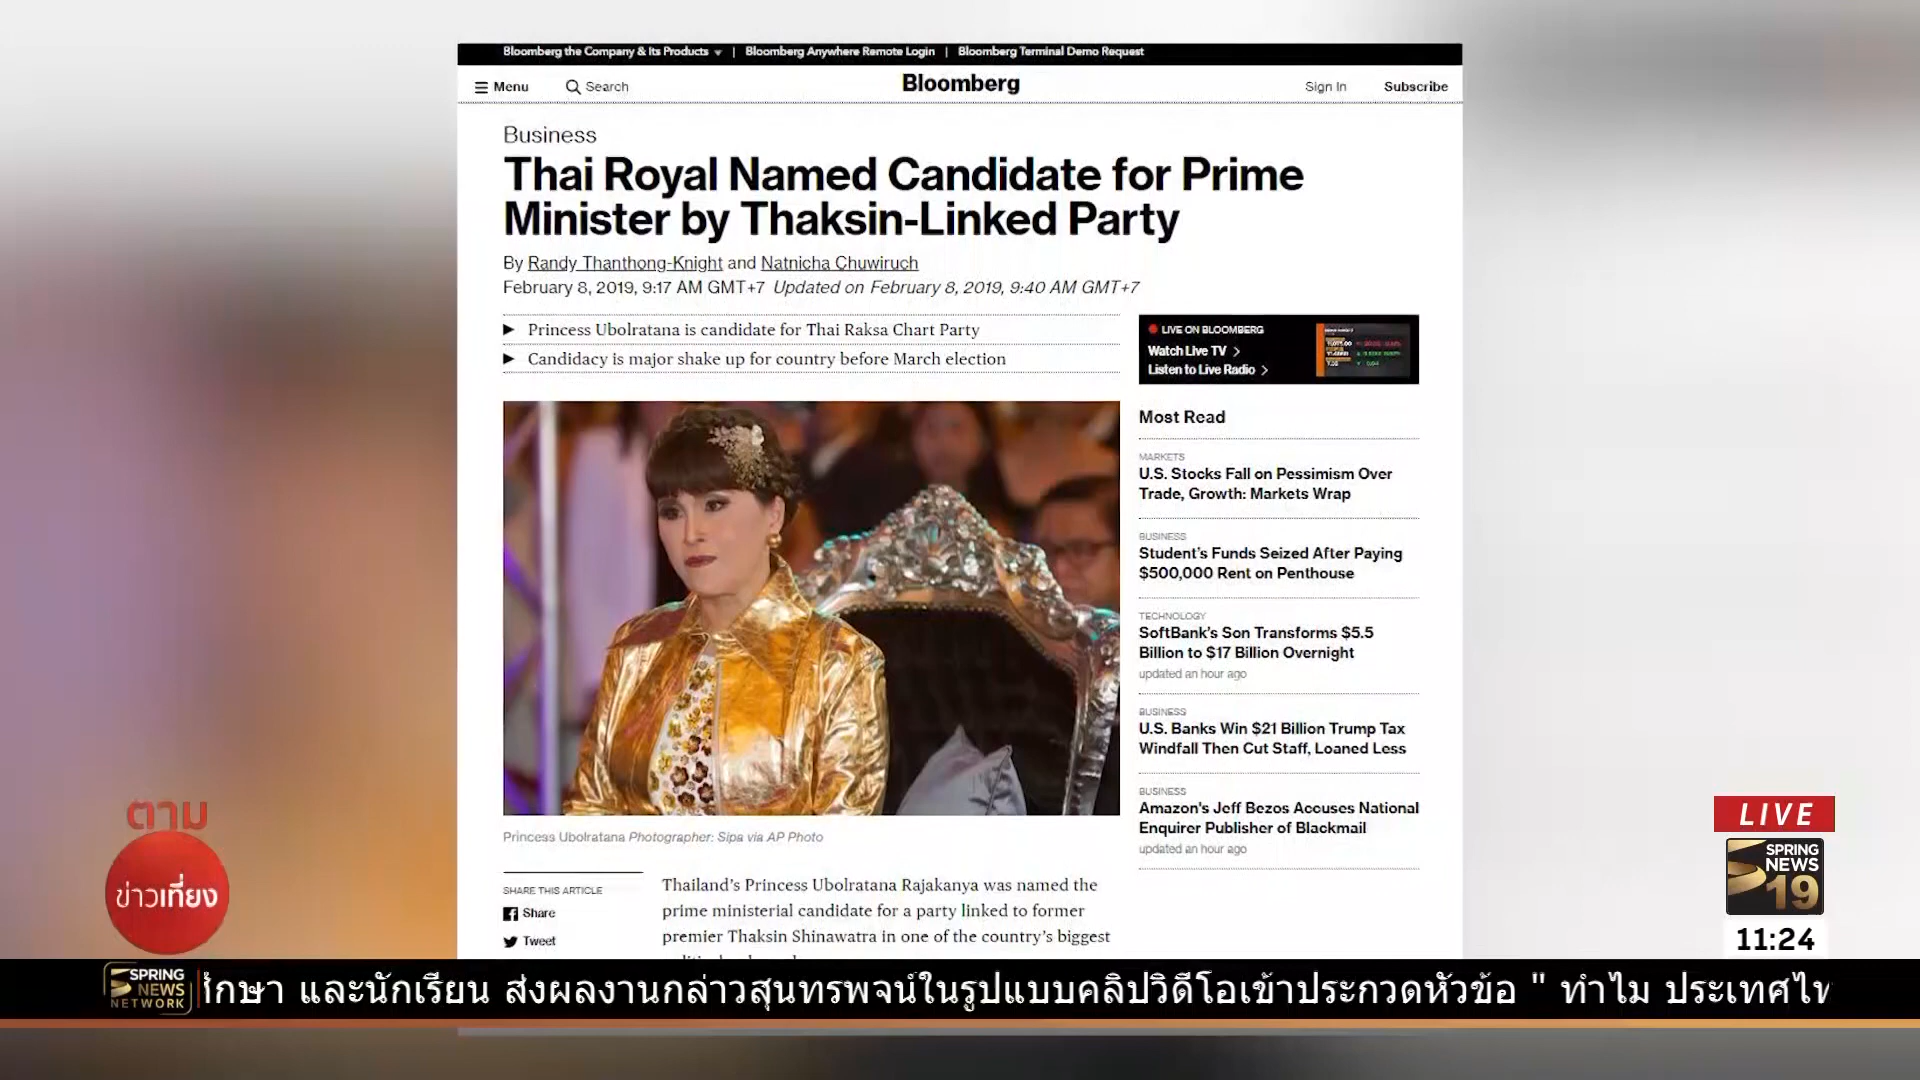 Bloomberg the Company & Its Products | Bloomberg Anywhere Remote Login | Bloomberg Terminal Demo Request
Menu Search Bloomberg Sign In Subscribe
Business
Thai Royal Named Candidate for Prime
Minister by Thaksin-Linked Party
By Randy Thanthong-Knight and Natnicha Chuwiruch
February 8, 2019, 9:17 AM GMT+7 Updated on February 8, 2019, 9:40 AM GMT+7
Princess Ubolratana is candidate for Thai Raksa Chart Party
Candidacy is major shake up for country before March election
Princess Ubolratana Photographer: Sipa via AP Photo
SHARE THIS ARTICLE
Share
Tweet
Thailand's Princess Ubolratana Rajakanya was named the
prime ministerial candidate for a party linked to former
premier Thaksin Shinawatra in one of the country's biggest
LIVE ON BLOOMBERG
Watch Live TV
Listen to Live Radio
Most Read
MARKETS
U.S. Stocks Fall on Pessimism Over
Trade, Growth: Markets Wrap
BUSINESS
Student's Funds Seized After Paying
$500,000 Rent on Penthouse
TECHNOLOGY
SoftBank's Son Transforms $5.5
Billion to $17 Billion Overnight
updated an hour ago
BUSINESS
U.S. Banks Win $21 Billion Trump Tax
Windfall Then Cut Staff, Loaned Less
BUSINESS
Amazon's Jeff Bezos Accuses National
Enquirer Publisher of Blackmail
updated an hour ago
ตาม
ข่าวเที่ยง
LIVE
SPRING
NEWS
19
11:24
SPRING
NEWS
NETWORK
และนักเรียน ส่งผลงานกล่าวสุนทรพจน์ในรูปแบบคลิปวิดีโอเข้าประกวดหัวข้อ " ทำไม